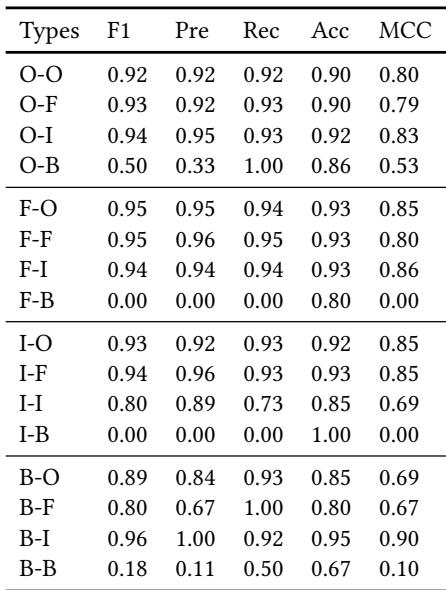 Types F1 Pre Rec Acc MCC
O-O 0.92 0.92 0.92 0.90 0.80
O-F 0.93 0.92 0.93 0.90 0.79
O-I 0.94 0.95 0.93 0.92 0.83
O-B 0.50 0.33 1.00 0.86 0.53
F-O 0.95 0.95 0.94 0.93 0.85
F-F 0.95 0.96 0.95 0.93 0.80
F-I 0.94 0.94 0.94 0.93 0.86
F-B 0.00 0.00 0.00 0.80 0.00
I-O 0.93 0.92 0.93 0.92 0.85
I-F 0.94 0.96 0.93 0.93 0.85
I-I 0.80 0.89 0.73 0.85 0.69
I-B 0.00 0.00 0.00 1.00 0.00
B-O 0.89 0.84 0.93 0.85 0.69
B-F 0.80 0.67 1.00 0.80 0.67
B-I 0.96 1.00 0.92 0.95 0.90
B-B 0.18 0.11 0.50 0.67 0.10